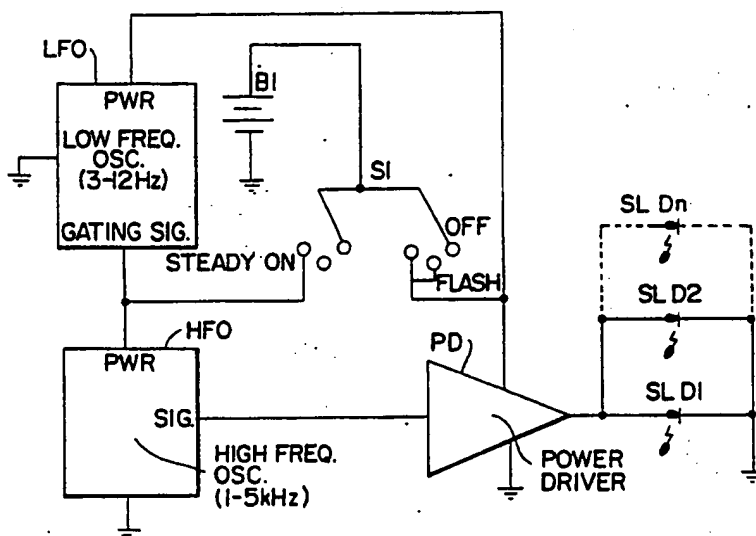 LFO
B1
PWR
LOW FREQ.
OSC.
(3-12Hz)
GATING SIG.
S1
STEADY ON
OFF
FLASH
SL Dn
SL D2
SL D1
HFO
PWR
SIG.
HIGH FREQ.
OSC.
(1-5kHz)
PD
POWER
DRIVER